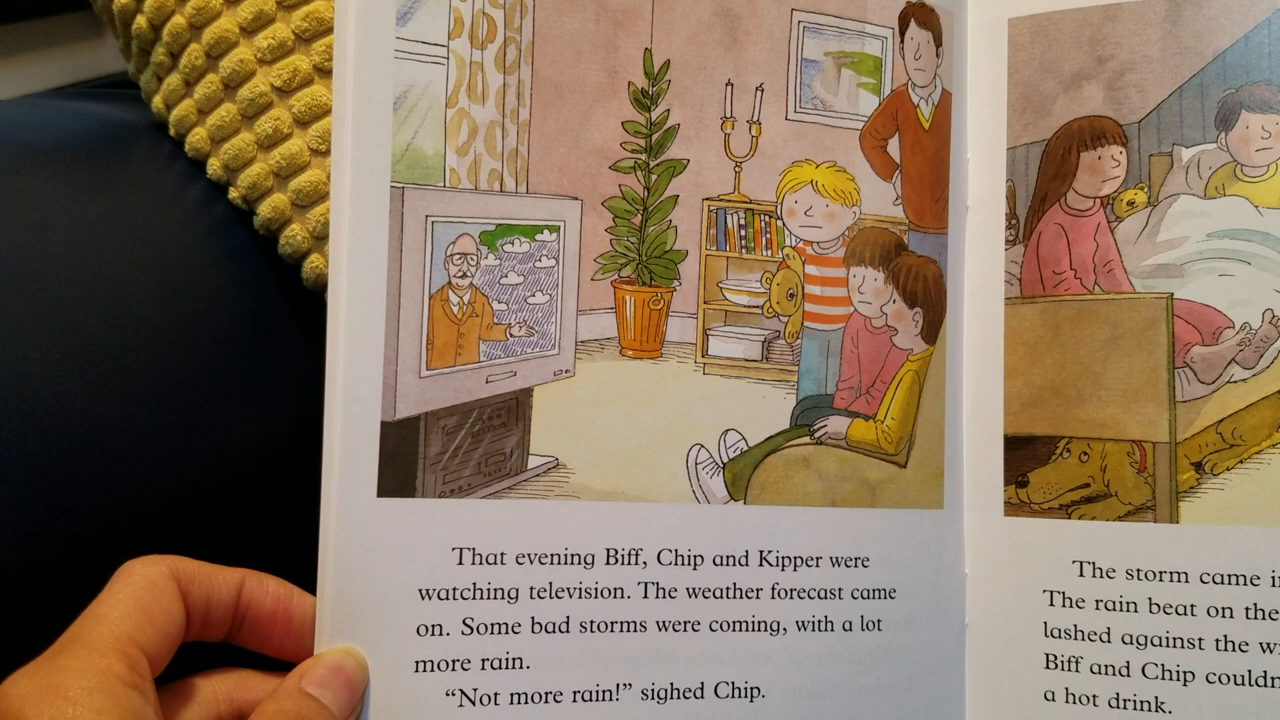 That evening Biff, Chip and Kipper were
watching television. The weather forecast came
on. Some bad storms were coming, with a lot
more rain.
“Not more rain!” sighed Chip.
The storm came
The rain beat on the
lashed against the
Biff and Chip
a hot drink.